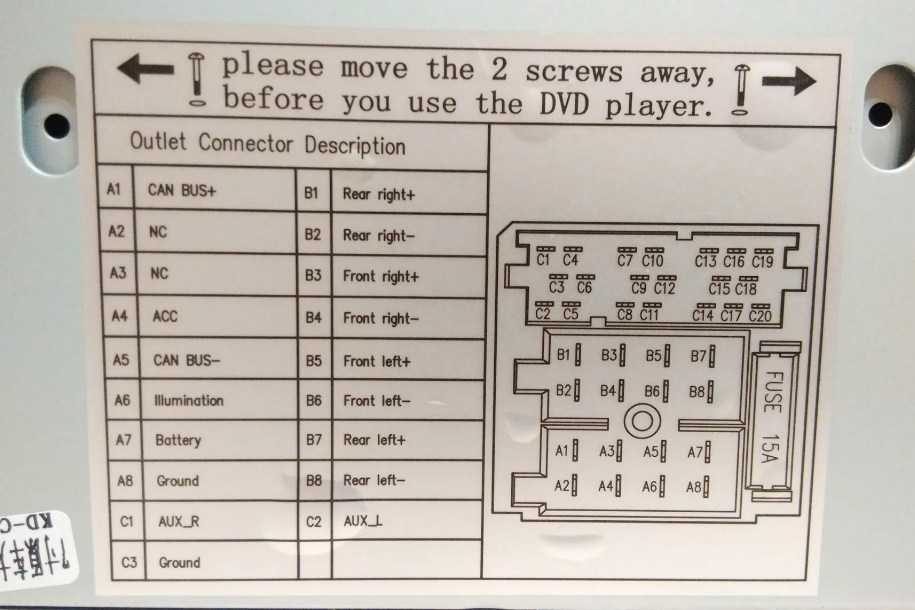 please move the 2 screws away,
before you use the DVD player.
Outlet Connector Description
A1 CAN BUS+ B1 Rear right+
A2 NC B2 Rear right-
A3 NC B3 Front right+
A4 ACC B4 Front right-
A5 CAN BUS- B5 Front left+
A6 Illumination B6 Front left-
A7 Battery B7 Rear left+
A8 Ground B8 Rear left-
C1 AUX_R C2 AUX_L
C3 Ground
C1 C4 C7 C10 C13 C16 C19
C3 C6 C9 C12 C15 C18
C2 C5 C8 C11 C14 C17 C20
B1 B3 B5 B7
B2 B4 B6 B8
A1 A3 A5 A7
A2 A4 A6 A8
FUSE 15A
KD-C